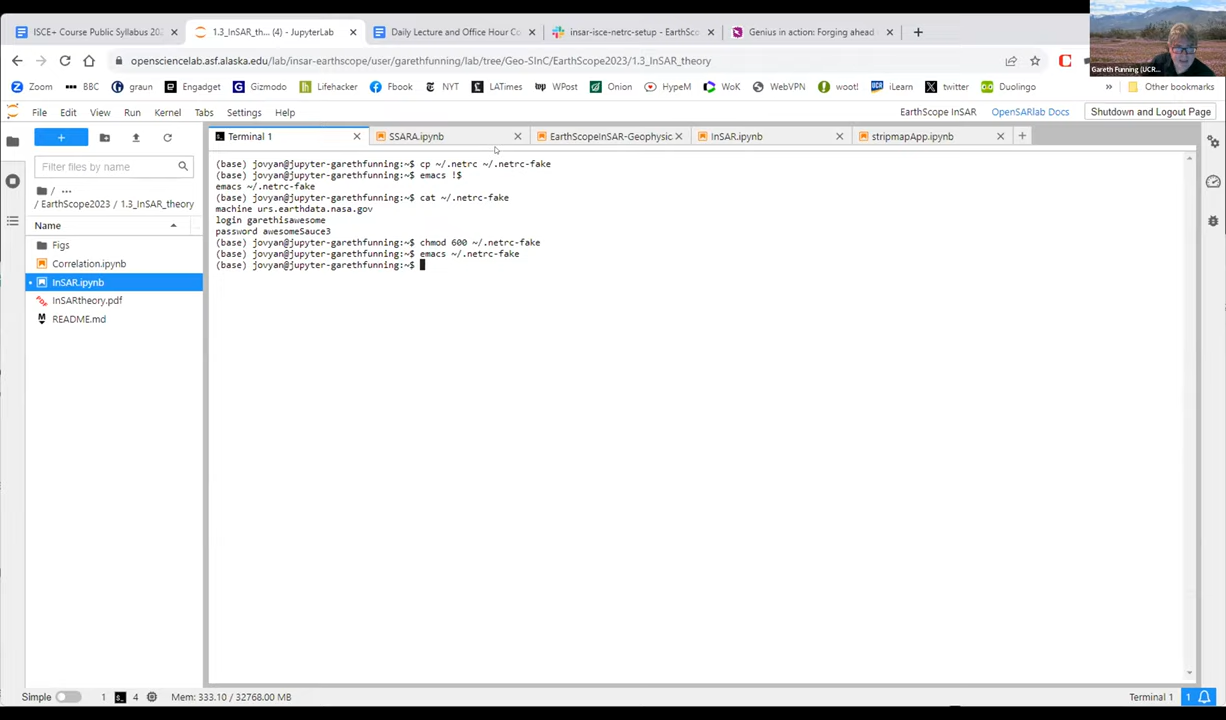 ISCE+ Course Public Syllabus 202
1.3_InSAR_th... (4) - JupyterLab
Daily Lecture and Office Hour Co
insar-isce-netrc-setup - EarthSc
Genius in action: Forging ahead
openscienclab.asf.alaska.edu/lab/insar-earthscope/user/garethfunning/lab/tree/Geo-SInC/EarthScope2023/1.3_InSAR_theory
Gareth Funning (UCR...
Zoom
BBC
graun
Engadget
Gizmodo
Lifehacker
Fbook
LATimes
WPost
Onion
HypeM
WoK
WebVPN
woot!
iLearn
twitter
Duolingo
Other bookmarks
File Edit View Run Kernel Tabs Settings Help
EarthScope InSAR
OpenSARlab Docs
Shutdown and Logout Page
Terminal 1
SSARA.ipynb
EarthScopeInSAR-Geophysic
InSAR.ipynb
stripmapApp.ipynb
Filter files by name
/ ...
/ EarthScope2023 / 1.3_InSAR_theory
Name
Figs
Correlation.ipynb
InSAR.ipynb
InSARtheory.pdf
README.md
(base) jovyan@jupyter-garethfunning:~$ cp ~/.netrc ~/.netrc-fake
(base) jovyan@jupyter-garethfunning:~$ emacs !$
emacs ~/.netrc-fake
(base) jovyan@jupyter-garethfunning:~$ cat ~/.netrc-fake
machine urs.earthdata.nasa.gov
login garethisawesome
password awesomeSauce3
(base) jovyan@jupyter-garethfunning:~$ chmod 600 ~/.netrc-fake
(base) jovyan@jupyter-garethfunning:~$ emacs ~/.netrc-fake
(base) jovyan@jupyter-garethfunning:~$
Simple
1
4
Mem: 333.10 / 32768.00 MB
Terminal 1
1